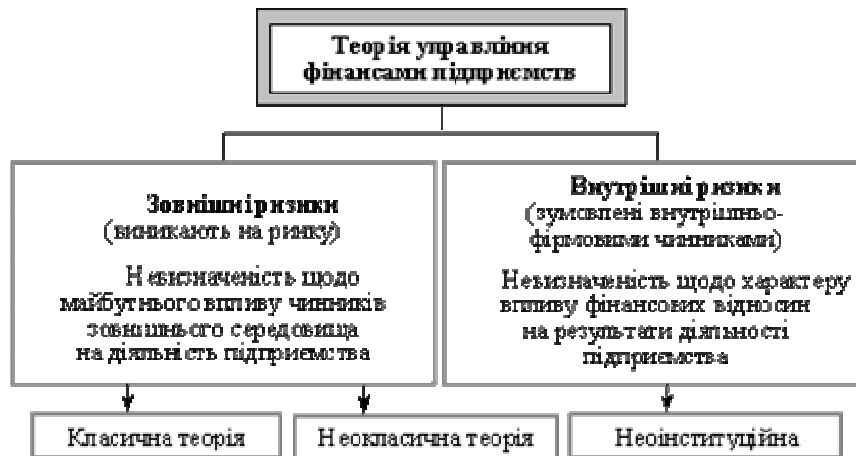 Теорія управління
фінансами підприємств
Зовнішні ризики
(виникають на ринку)
Невизначеність щодо
майбутнього впливу чинників
зовнішнього середовища
на діяльність підприємства
Внутрішні ризики
(зумовлені внутрішньо-
фірмовими чинниками)
Невизначеність щодо характеру
впливу фінансових відносин
на результати діяльності
підприємства
Класична теорія
Неокласична теорія
Неоінституційна